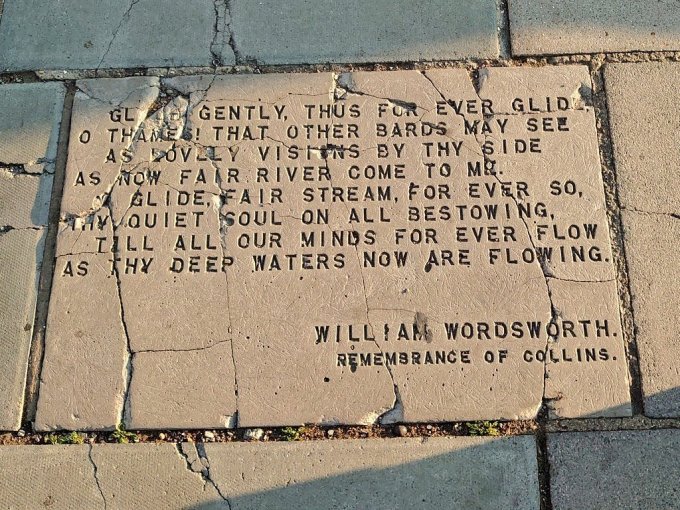 GLIDE GENTLY, THUS FOR EVER GLIDE,
O THAMES! THAT OTHER BARDS MAY SEE
AS LOVELY VISIONS BY THY SIDE
AS NOW FAIR RIVER COME TO ME.
O GLIDE, FAIR STREAM, FOR EVER SO,
THY QUIET SOUL ON ALL BESTOWING,
TILL ALL OUR MINDS FOR EVER FLOW
AS THY DEEP WATERS NOW ARE FLOWING.
WILLIAM WORDSWORTH.
REMEMBRANCE OF COLLINS.